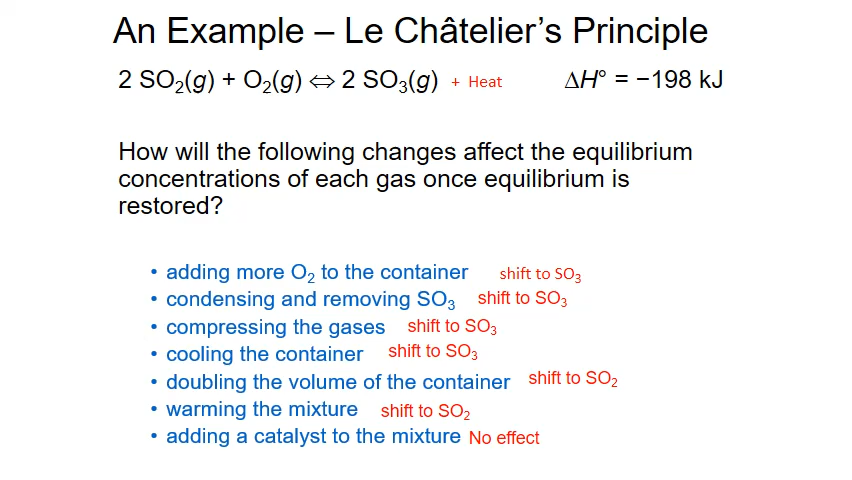 An Example – Le Châtelier's Principle
2 SO₂(g) + O₂(g) ⇔ 2 SO₃(g) + Heat ΔH° = −198 kJ
How will the following changes affect the equilibrium
concentrations of each gas once equilibrium is
restored?
• adding more O₂ to the container shift to SO₃
• condensing and removing SO₃ shift to SO₃
• compressing the gases shift to SO₃
• cooling the container shift to SO₃
• doubling the volume of the container shift to SO₂
• warming the mixture shift to SO₂
• adding a catalyst to the mixture No effect